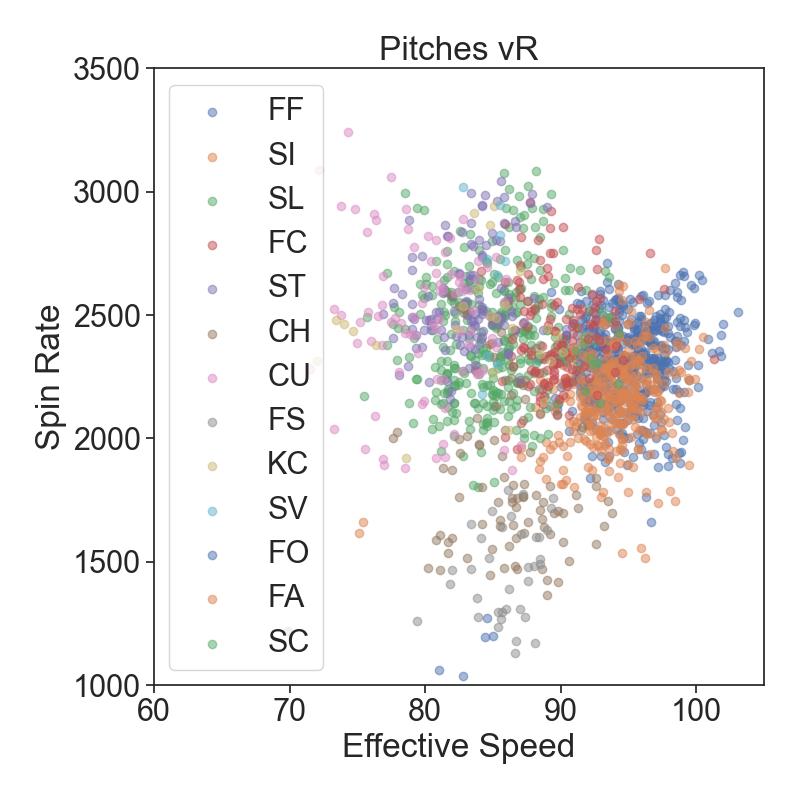 Pitches vR
3500
3000
2500
2000
1500
1000
Spin Rate
FF
SI
SL
FC
ST
CH
CU
FS
KC
SV
FO
FA
SC
60 70 80 90 100
Effective Speed